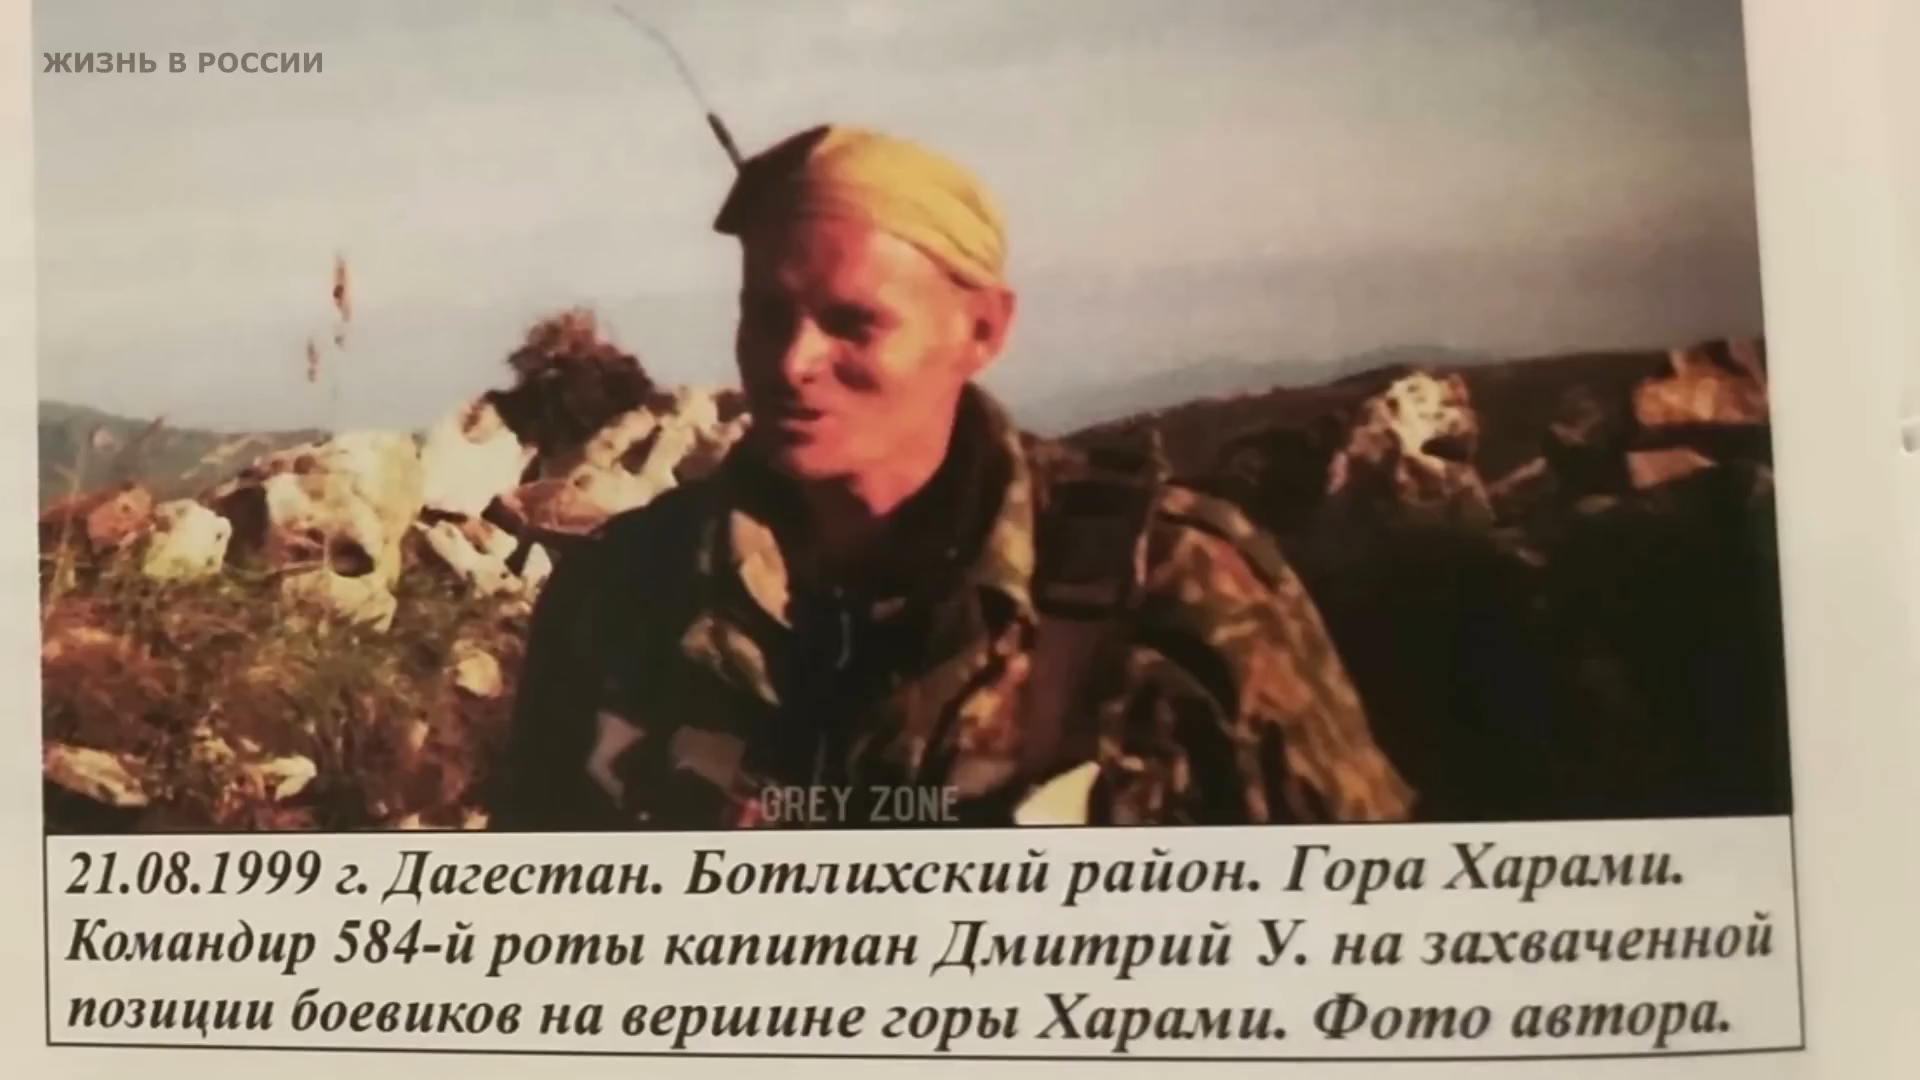 ЖИЗНЬ В РОССИИ
GREY ZONE
21.08.1999 г. Дагестан. Ботлихский район. Гора Харами.
Командир 584-й роты капитан Дмитрий У. на захваченной
позиции боевиков на вершине горы Харами. Фото автора.